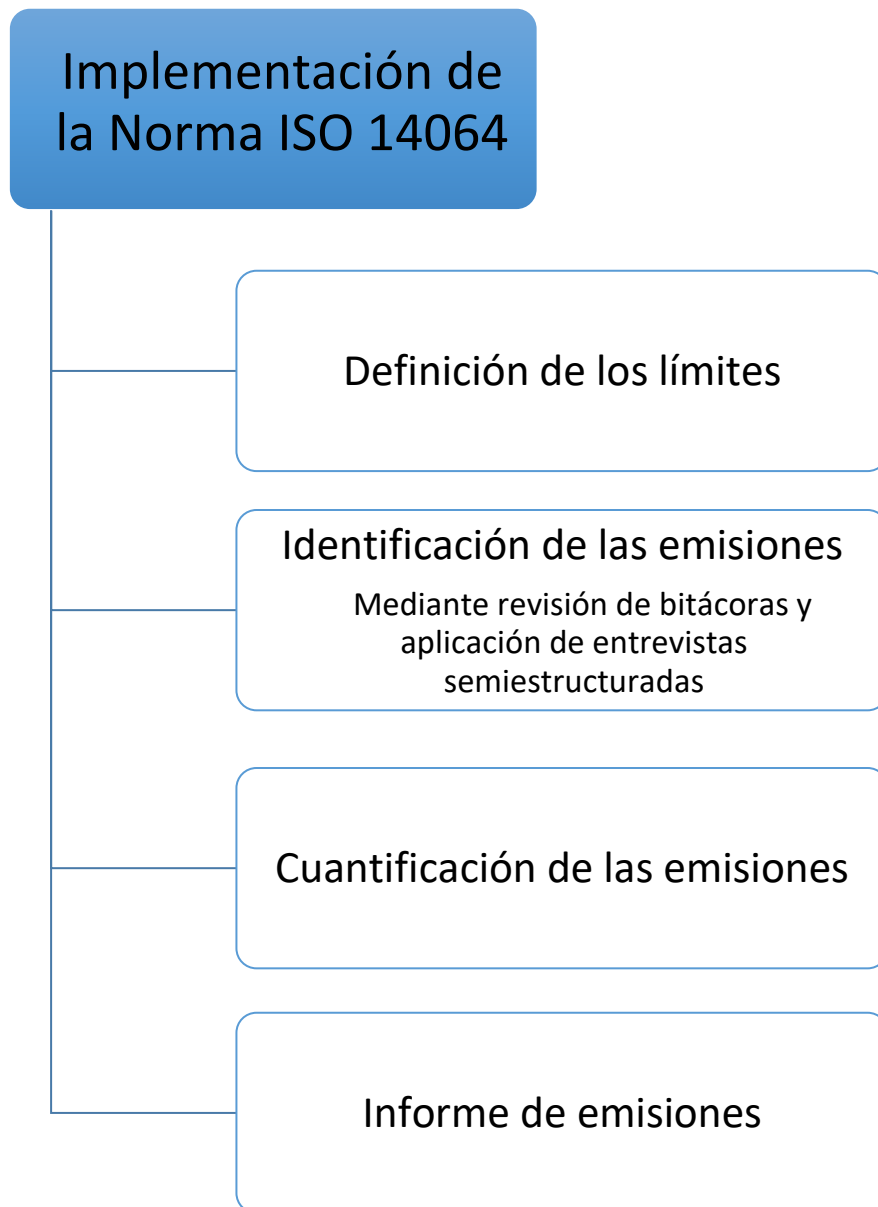 Implementación de
la Norma ISO 14064
Definición de los límites
Identificación de las emisiones
Mediante revisión de bitácoras y
aplicación de entrevistas
semiestructuradas
Cuantificación de las emisiones
Informe de emisiones